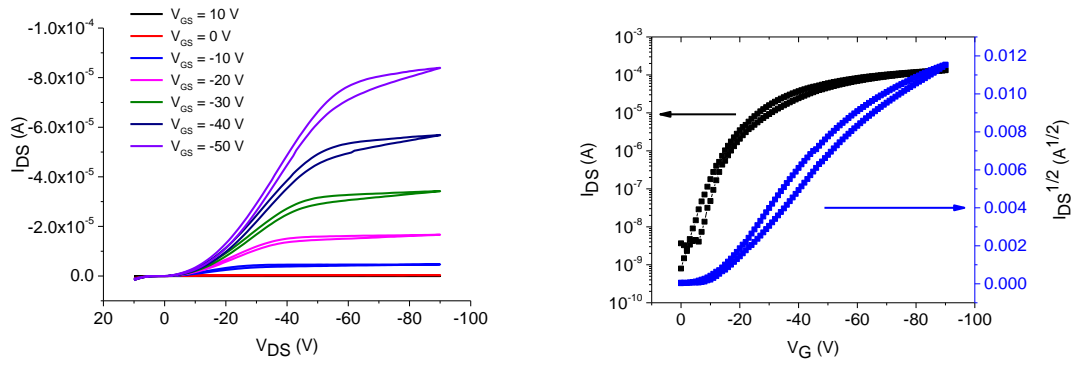 V_GS = 10 V
V_GS = 0 V
V_GS = -10 V
V_GS = -20 V
V_GS = -30 V
V_GS = -40 V
V_GS = -50 V
-1.0x10^-4
-8.0x10^-5
-6.0x10^-5
-4.0x10^-5
-2.0x10^-5
0.0
I_DS (A)
20 0 -20 -40 -60 -80 -100
V_DS (V)
10^-3
10^-4
10^-5
10^-6
10^-7
10^-8
10^-9
10^-10
I_DS (A)
0 -20 -40 -60 -80 -100
V_G (V)
0.012
0.010
0.008
0.006
0.004
0.002
0.000
I_DS^1/2 (A^1/2)